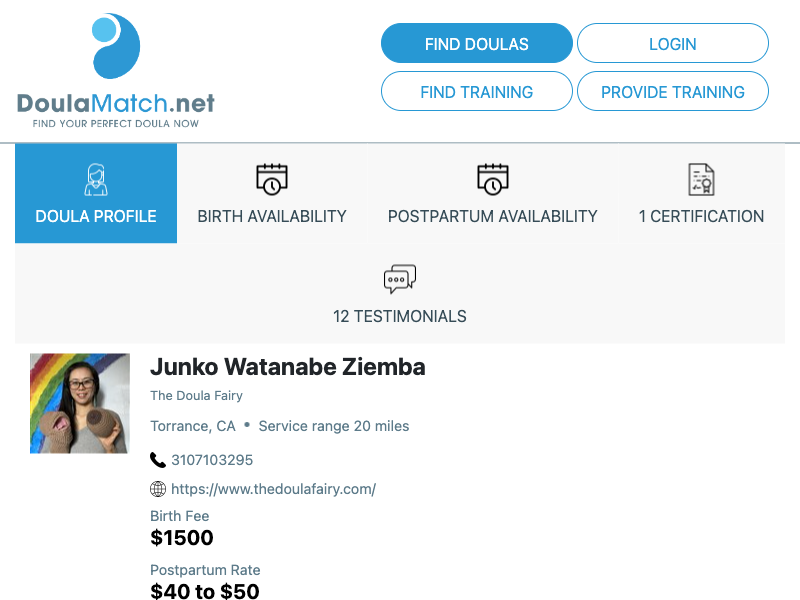 DoulaMatch.net
FIND YOUR PERFECT DOULA NOW
FIND DOULAS
LOGIN
FIND TRAINING
PROVIDE TRAINING
DOULA PROFILE
BIRTH AVAILABILITY
POSTPARTUM AVAILABILITY
1 CERTIFICATION
12 TESTIMONIALS
Junko Watanabe Ziemba
The Doula Fairy
Torrance, CA • Service range 20 miles
3107103295
https://www.thedoulafairy.com/
Birth Fee
$1500
Postpartum Rate
$40 to $50